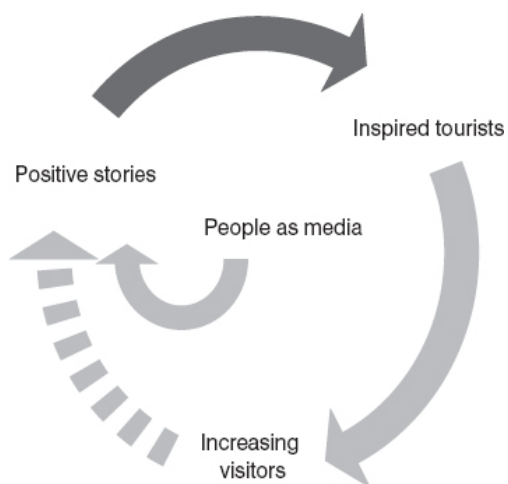 Inspired tourists
Positive stories
People as media
Increasing
visitors